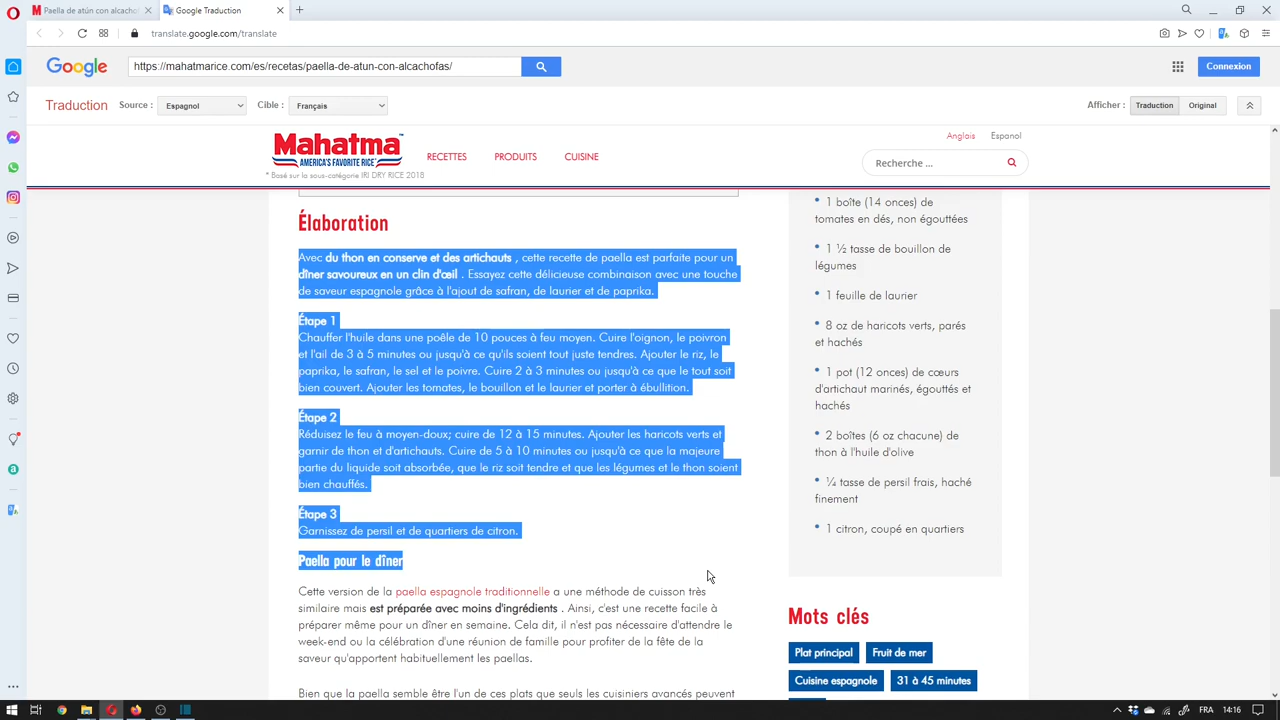 Paella de atún con alcachof
Google Traduction
translate.google.com/translate
Google
https://mahatmarice.com/es/recetas/paella-de-atun-con-alcachofas/
Connexion
Traduction
Source :
Espagnol
Cible :
Français
Afficher :
Traduction
Original
Mahatma™
AMERICA'S FAVORITE RICE
* Basé sur la sous-catégorie IRI DRY RICE 2018
RECETTES
PRODUITS
CUISINE
Anglais
Espanol
Recherche ...
Élaboration
Avec du thon en conserve et des artichauts , cette recette de paella est parfaite pour un
dîner savoureux en un clin d'œil . Essayez cette délicieuse combinaison avec une touche
de saveur espagnole grâce à l'ajout de safran, de laurier et de paprika.
Étape 1
Chauffer l'huile dans une poêle de 10 pouces à feu moyen. Cuire l'oignon, le poivron
et l'ail de 3 à 5 minutes ou jusqu'à ce qu'ils soient tout juste tendres. Ajouter le riz, le
paprika, le safran, le sel et le poivre. Cuire 2 à 3 minutes ou jusqu'à ce que le tout soit
bien couvert. Ajouter les tomates, le bouillon et le laurier et porter à ébullition.
Étape 2
Réduisez le feu à moyen-doux; cuire de 12 à 15 minutes. Ajouter les haricots verts et
garnir de thon et d'artichauts. Cuire de 5 à 10 minutes ou jusqu'à ce que la majeure
partie du liquide soit absorbée, que le riz soit tendre et que les légumes et le thon soient
bien chauffés.
Étape 3
Garnissez de persil et de quartiers de citron.
Paella pour le dîner
Cette version de la paella espagnole traditionnelle a une méthode de cuisson très
similaire mais est préparée avec moins d'ingrédients . Ainsi, c'est une recette facile à
préparer même pour un dîner en semaine. Cela dit, il n'est pas nécessaire d'attendre le
week-end ou la célébration d'une réunion de famille pour profiter de la fête de la
saveur qu'apportent habituellement les paellas.
Bien que la paella semble être l'un de ces plats que seuls les cuisiniers avancés peuvent
1 boîte (14 onces) de
tomates en dés, non égouttées
1 ½ tasse de bouillon de
légumes
1 feuille de laurier
8 oz de haricots verts, parés
et hachés
1 pot (12 onces) de cœurs
d'artichaut marinés, égouttés et
hachés
2 boîtes (6 oz chacune) de
thon à l'huile d'olive
¼ tasse de persil frais, haché
finement
1 citron, coupé en quartiers
Mots clés
Plat principal
Fruit de mer
Cuisine espagnole
31 à 45 minutes
FRA
14:16